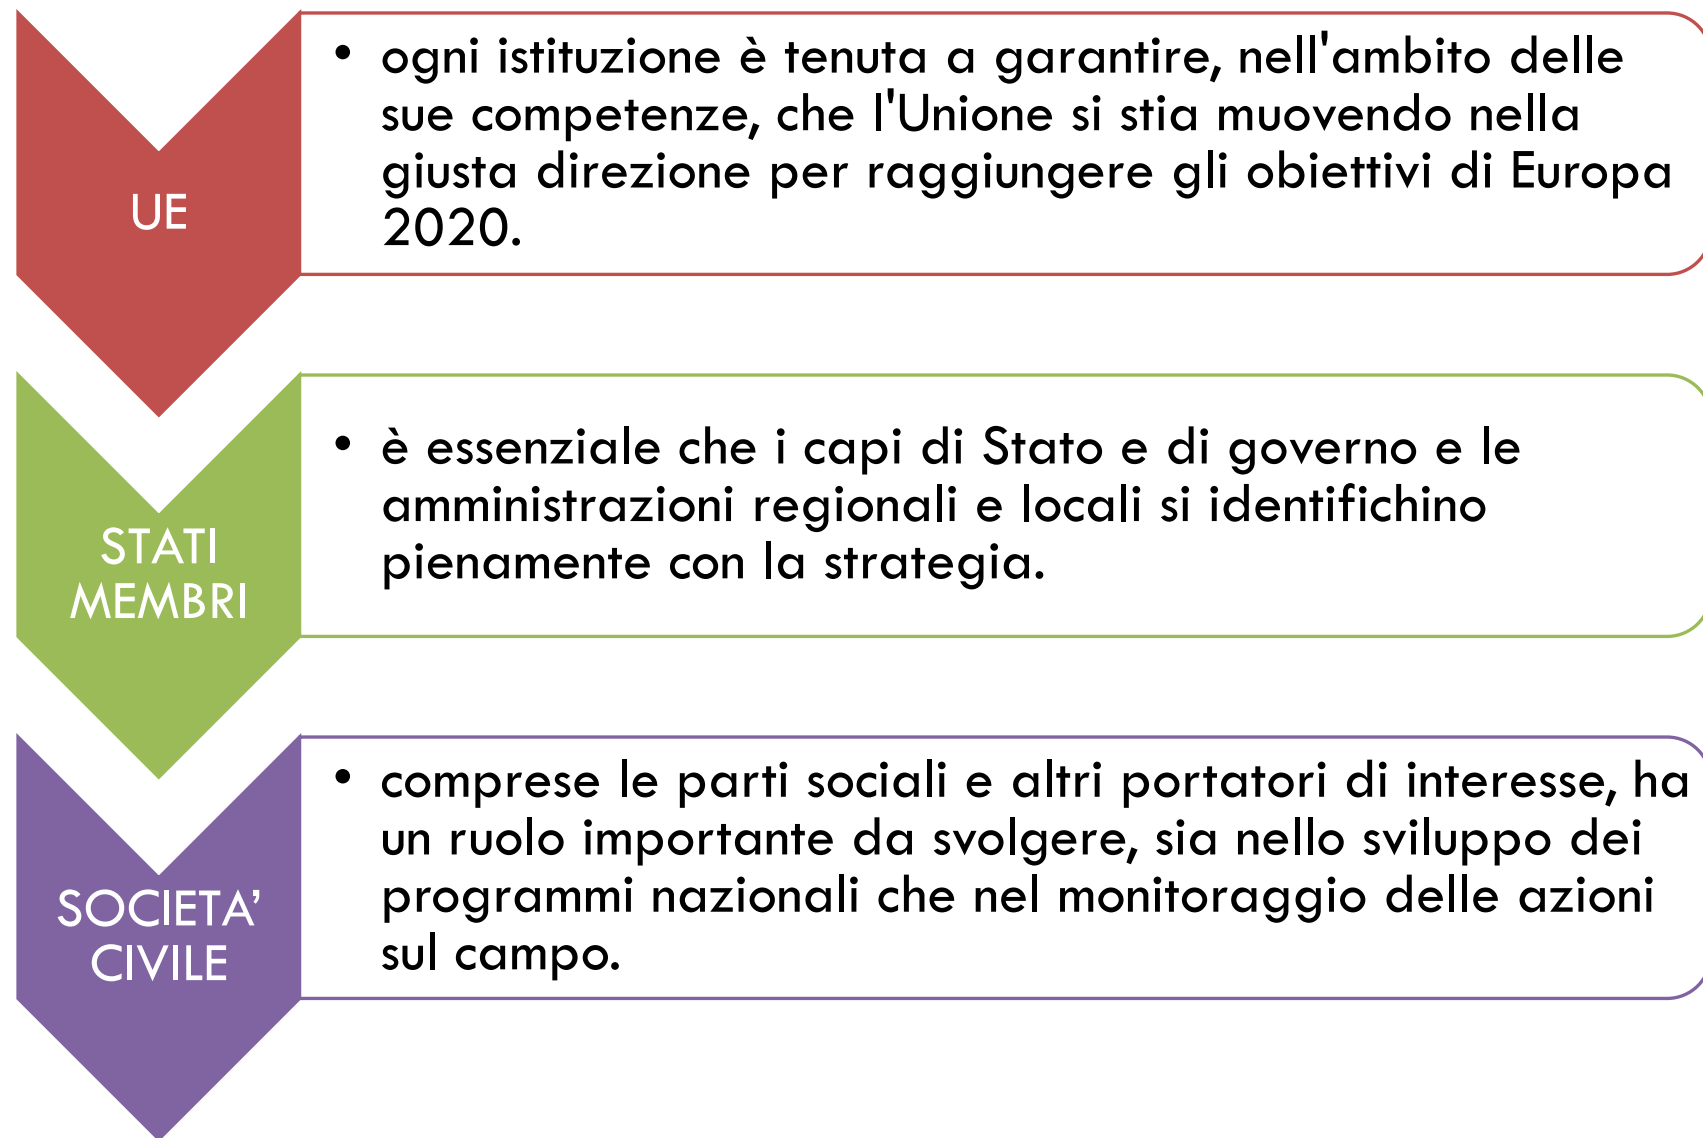 UE
• ogni istituzione è tenuta a garantire, nell'ambito delle
sue competenze, che l'Unione si stia muovendo nella
giusta direzione per raggiungere gli obiettivi di Europa
2020.
STATI
MEMBRI
• è essenziale che i capi di Stato e di governo e le
amministrazioni regionali e locali si identifichino
pienamente con la strategia.
SOCIETA’
CIVILE
• comprese le parti sociali e altri portatori di interesse, ha
un ruolo importante da svolgere, sia nello sviluppo dei
programmi nazionali che nel monitoraggio delle azioni
sul campo.